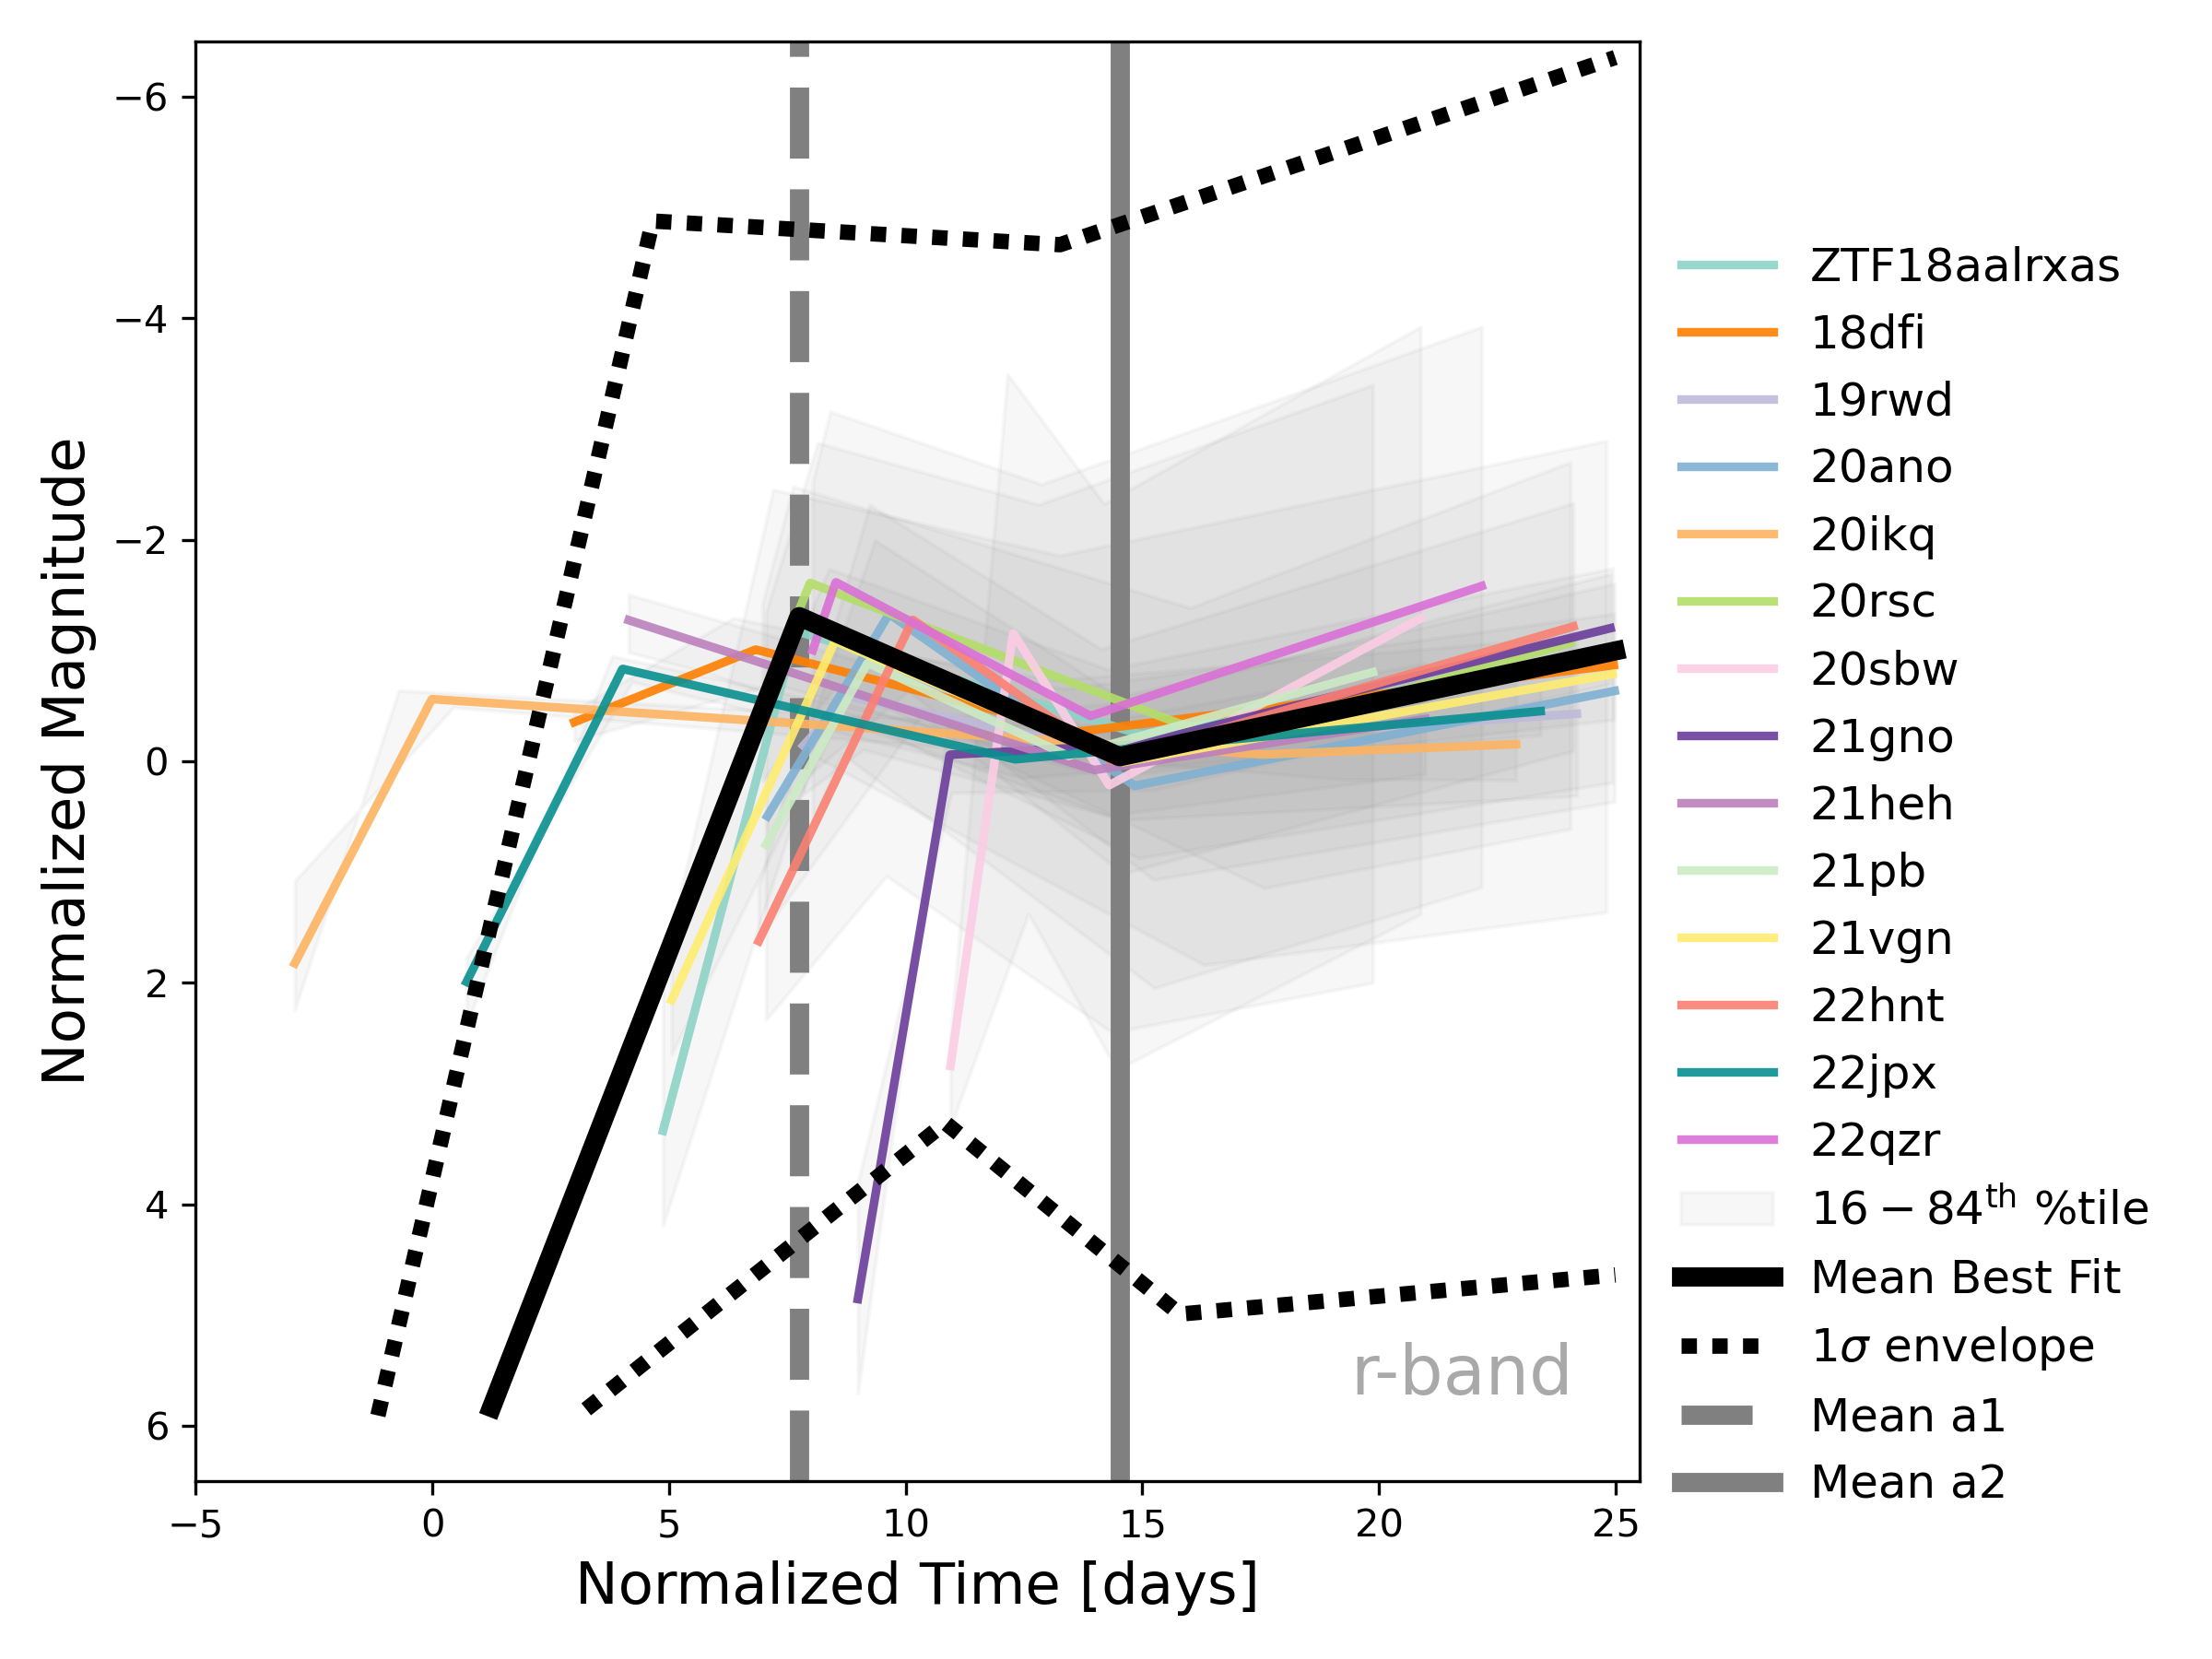 −6
−4
−2
0
2
4
6
Normalized Magnitude
−5
0
5
10
15
20
25
Normalized Time [days]
r-band
ZTF18aalrxas
18dfi
19rwd
20ano
20ikq
20rsc
20sbw
21gno
21heh
21pb
21vgn
22hnt
22jpx
22qzr
16 − 84th %tile
Mean Best Fit
1σ envelope
Mean a1
Mean a2